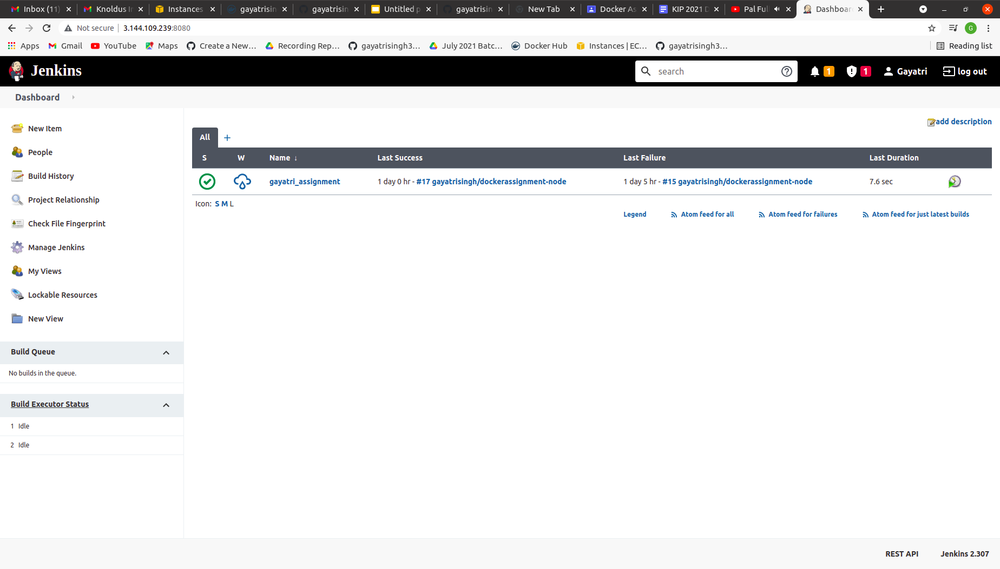 Inbox (11) Knoldus In Instances gayatrisin gayatrisin Untitled p gayatrisin New Tab Docker As KIP 2021 D Pal Full Dashboar
Not secure 3.144.109.239:8080 G
Apps Gmail YouTube Maps Create a New... Recording Rep... gayatrisingh3... July 2021 Batc... Docker Hub Instances | EC... gayatrisingh3... Reading list
Jenkins search 1 1 Gayatri log out
Dashboard
add description
New Item
People
Build History
Project Relationship
Check File Fingerprint
Manage Jenkins
My Views
Lockable Resources
New View
Build Queue
No builds in the queue.
Build Executor Status
1 Idle
2 Idle
All +
S W Name ↓ Last Success Last Failure Last Duration
gayatri_assignment 1 day 0 hr - #17 gayatrisingh/dockerassignment-node 1 day 5 hr - #15 gayatrisingh/dockerassignment-node 7.6 sec
Icon: S M L
Legend Atom feed for all Atom feed for failures Atom feed for just latest builds
REST API Jenkins 2.307